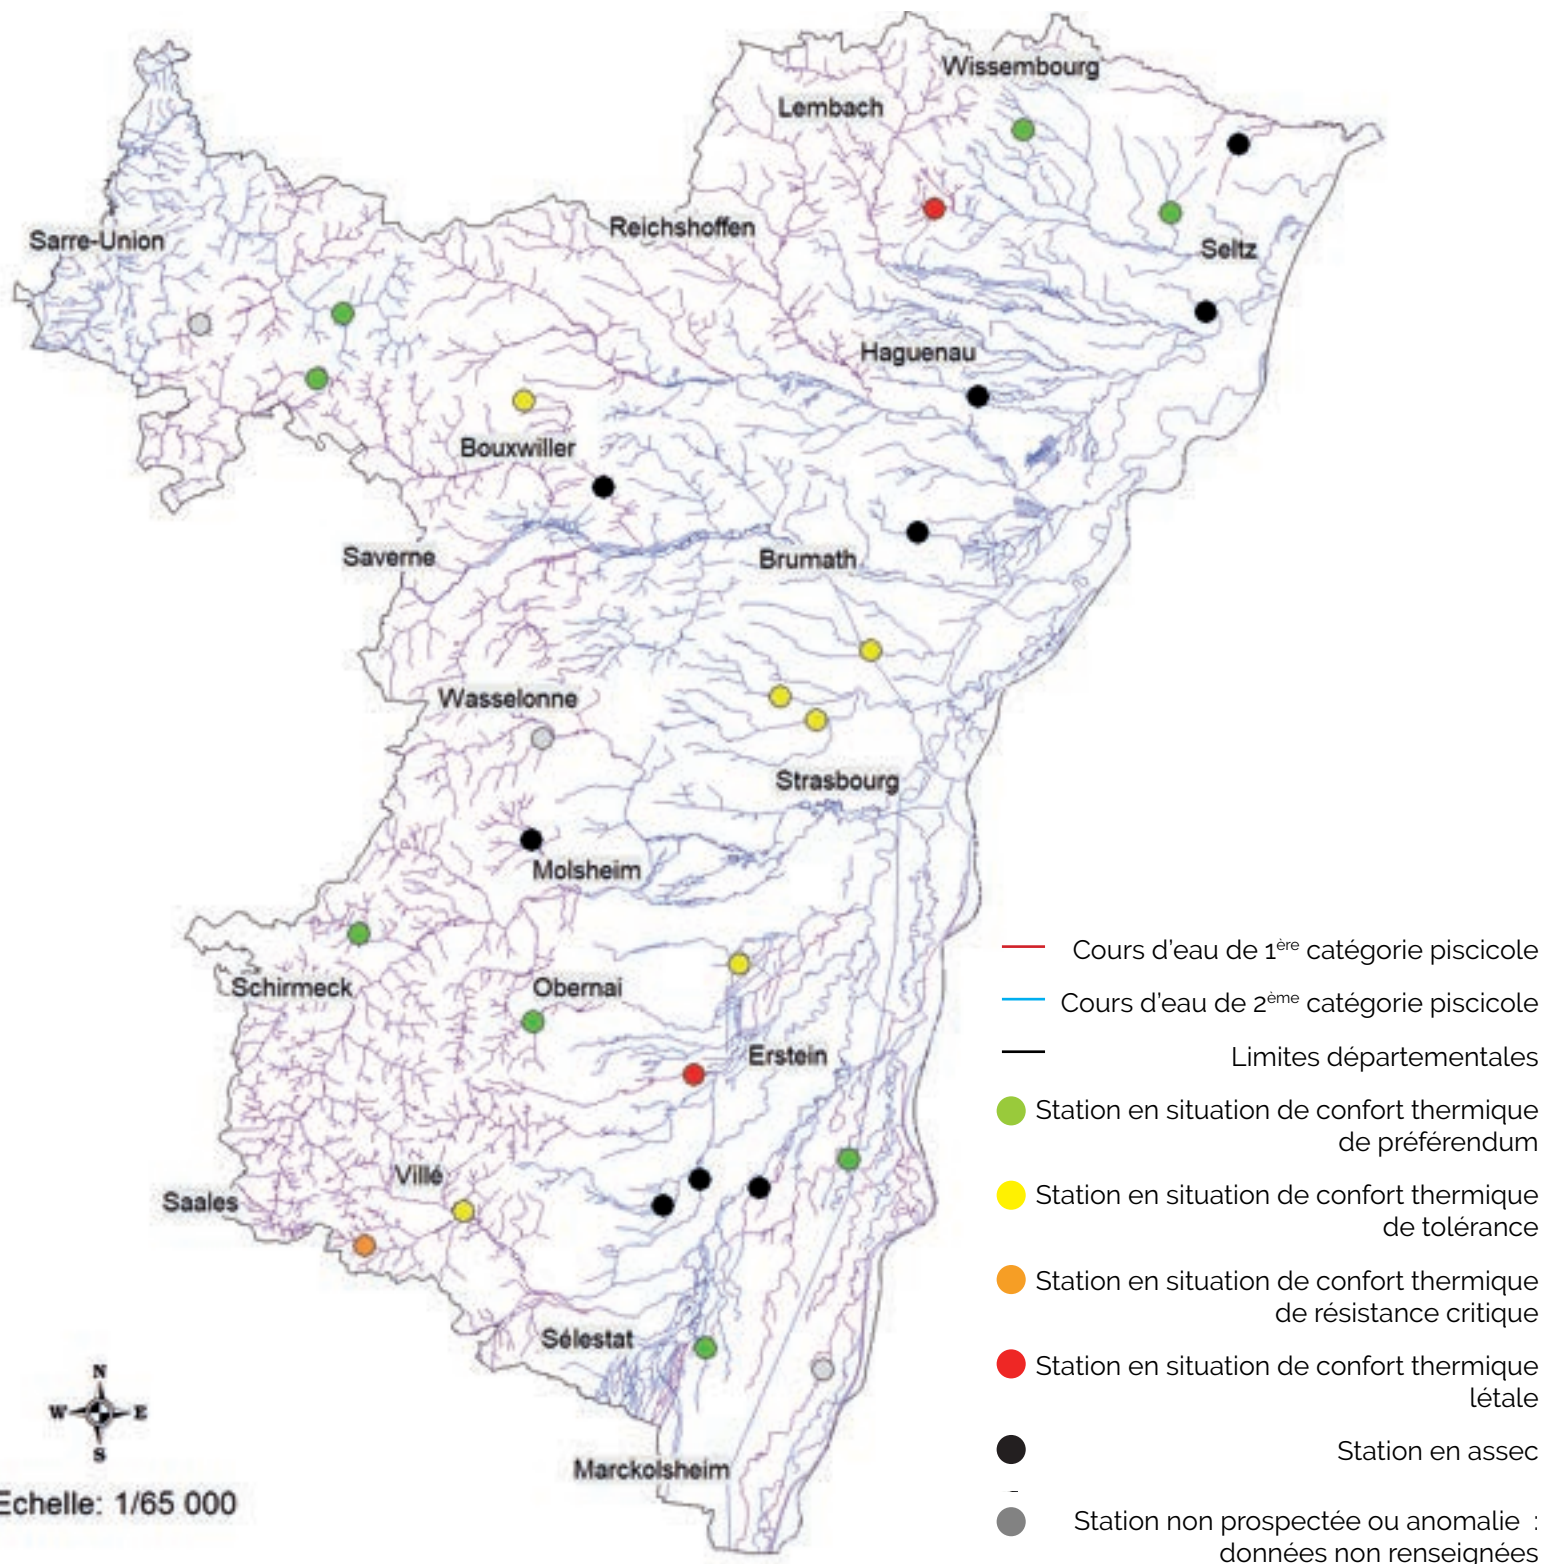 Wissembourg
Lembach
Reichshoffen
Sarre-Union
Seltz
Haguenau
Bouxwiller
Saverne
Brumath
Wasselonne
Strasbourg
Molsheim
Schirmeck
Obernai
Erstein
Villé
Saales
Sélestat
Marckolsheim
N
W E
S
Echelle: 1/65 000
Cours d'eau de 1ère catégorie piscicole
Cours d'eau de 2ème catégorie piscicole
Limites départementales
Station en situation de confort thermique
de préférendum
Station en situation de confort thermique
de tolérance
Station en situation de confort thermique
de résistance critique
Station en situation de confort thermique
létale
Station en assec
Station non prospectée ou anomalie :
données non renseignées